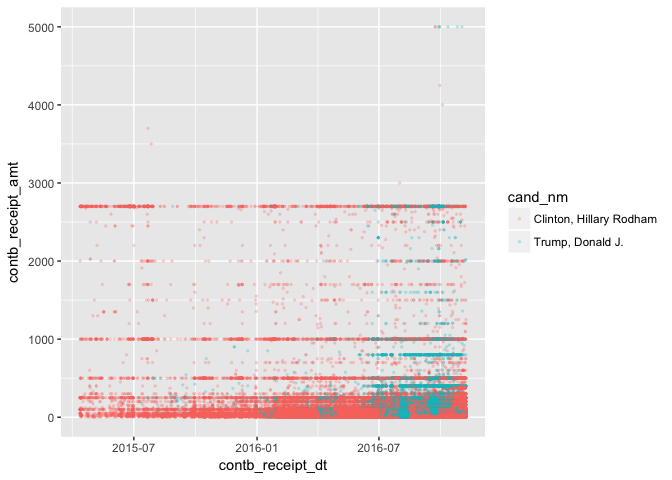 5000
4000
3000
2000
1000
0
contb_receipt_amt
2015-07
2016-01
2016-07
contb_receipt_dt
cand_nm
Clinton, Hillary Rodham
Trump, Donald J.